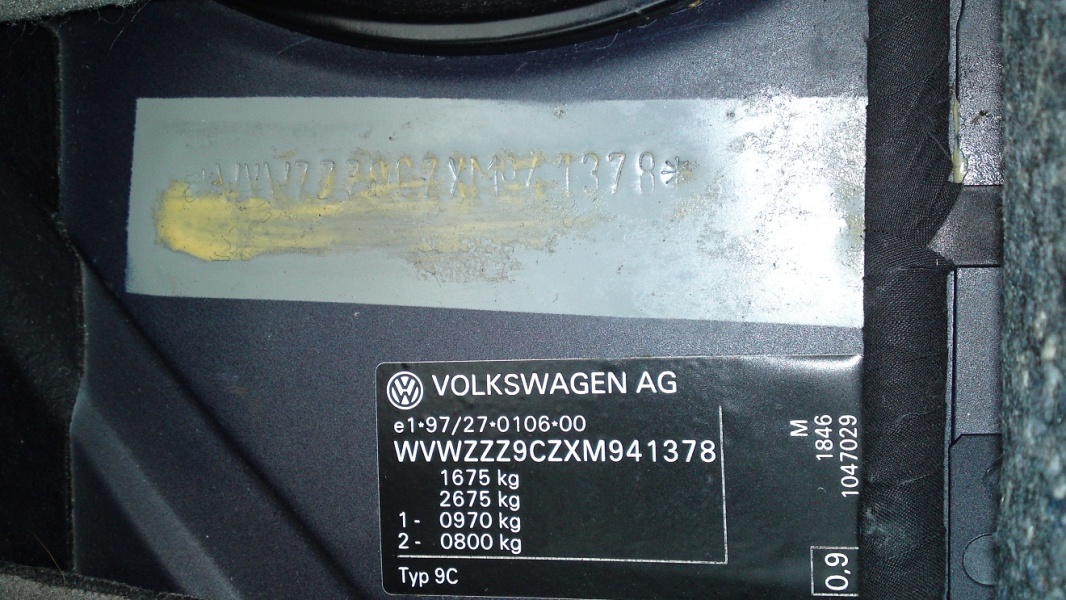 *WVWZZZ9CZXM941378*
VOLKSWAGEN AG
e1*97/27*0106*00
WVWZZZ9CZXM941378
1675 kg
2675 kg
1- 0970 kg
2- 0800 kg
Typ 9C
M
1846
1047029
0,9